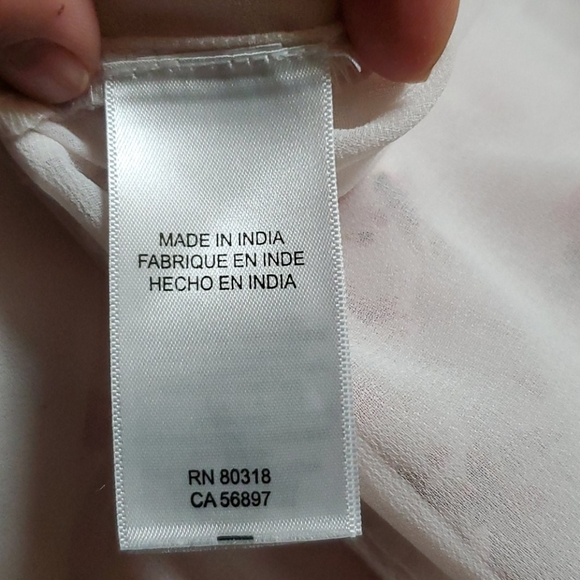 MADE IN INDIA
FABRIQUE EN INDE
HECHO EN INDIA
RN 80318
CA 56897